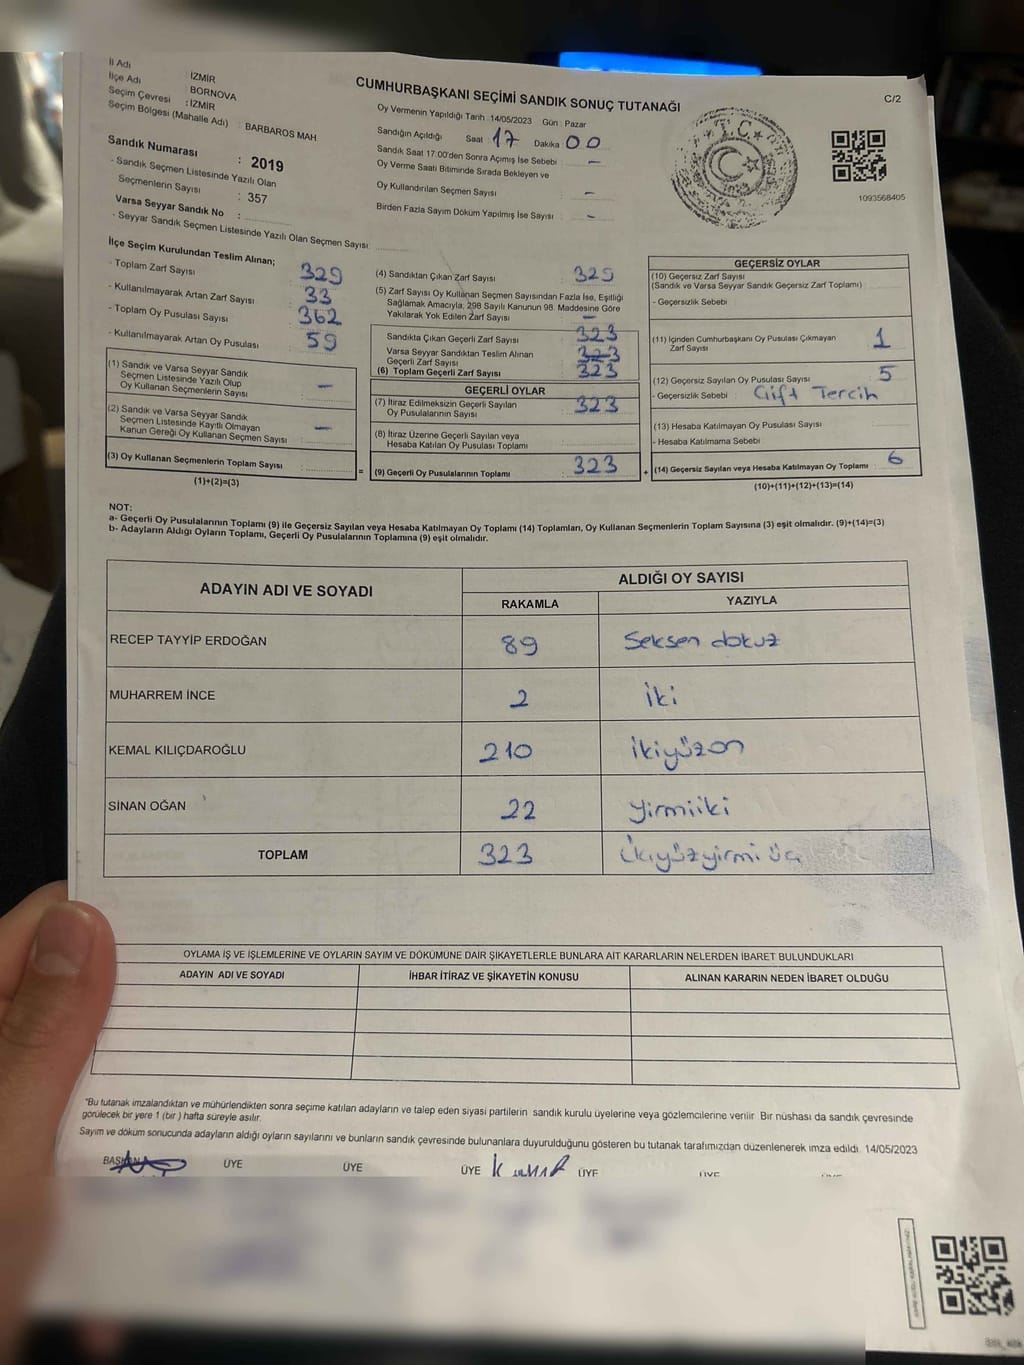 İl Adı : İZMİR
İlçe Adı : BORNOVA
Seçim Çevresi : İZMİR
Seçim Bölgesi (Mahalle Adı) : BARBAROS MAH
Sandık Numarası : 2019
- Sandık Seçmen Listesinde Yazılı Olan
Seçmenlerin Sayısı : 357
Varsa Seyyar Sandık No :
- Seyyar Sandık Seçmen Listesinde Yazılı Olan Seçmen Sayısı
CUMHURBAŞKANI SEÇİMİ SANDIK SONUÇ TUTANAĞI
Oy Vermenin Yapıldığı Tarih : 14/05/2023 Gün : Pazar
Sandığın Açıldığı Saat : 17 Dakika : 00
Sandık Saat 17:00'den Sonra Açımış İse Sebebi : -
Oy Verme Saati Bitiminde Sırada Bekleyen ve
Oy Kullandırılan Seçmen Sayısı : -
Birden Fazla Sayım Döküm Yapılmış İse Sayısı : -
T.C.
C/2
1093568405
İlçe Seçim Kurulundan Teslim Alınan;
- Toplam Zarf Sayısı : 329
- Kullanılmayarak Artan Zarf Sayısı : 33
- Toplam Oy Pusulası Sayısı : 362
- Kullanılmayarak Artan Oy Pusulası : 59
(1) Sandık ve Varsa Seyyar Sandık
Seçmen Listesinde Yazılı Olup
Oy Kullanan Seçmenlerin Sayısı : -
(2) Sandık ve Varsa Seyyar Sandık
Seçmen Listesinde Kayıtlı Olmayan
Kanun Gereği Oy Kullanan Seçmen Sayısı : -
(3) Oy Kullanan Seçmenlerin Toplam Sayısı :
(1)+(2)=(3)
=
(4) Sandıktan Çıkan Zarf Sayısı : 329
(5) Zarf Sayısı Oy Kullanan Seçmen Sayısından Fazla İse, Eşitliği
Sağlamak Amacıyla, 298 Sayılı Kanunun 98. Maddesine Göre
Yakılarak Yok Edilen Zarf Sayısı : -
Sandıkta Çıkan Geçerli Zarf Sayısı : 323
Varsa Seyyar Sandıktan Teslim Alınan
Geçerli Zarf Sayısı : 323
(6) Toplam Geçerli Zarf Sayısı : 323
GEÇERLİ OYLAR
(7) İtiraz Edilmeksizin Geçerli Sayılan
Oy Pusulalarının Sayısı : 323
(8) İtiraz Üzerine Geçerli Sayılan veya
Hesaba Katılan Oy Pusulası Toplamı
(9) Geçerli Oy Pusulalarının Toplamı : 323
+
GEÇERSİZ OYLAR
(10) Geçersiz Zarf Sayısı
(Sandık ve Varsa Seyyar Sandık Geçersiz Zarf Toplamı)
- Geçersizlik Sebebi :
(11) İçinden Cumhurbaşkanı Oy Pusulası Çıkmayan
Zarf Sayısı : 1
(12) Geçersiz Sayılan Oy Pusulası Sayısı : 5
- Geçersizlik Sebebi : Çift Tercih
(13) Hesaba Katılmayan Oy Pusulası Sayısı :
- Hesaba Katılmama Sebebi
(14) Geçersiz Sayılan veya Hesaba Katılmayan Oy Toplamı : 6
(10)+(11)+(12)+(13)=(14)
NOT:
a- Geçerli Oy Pusulalarının Toplamı (9) ile Geçersiz Sayılan veya Hesaba Katılmayan Oy Toplamı (14) Toplamları, Oy Kullanan Seçmenlerin Toplam Sayısına (3) eşit olmalıdır. (9)+(14)=(3)
b- Adayların Aldığı Oyların Toplamı, Geçerli Oy Pusulalarının Toplamına (9) eşit olmalıdır.
ADAYIN ADI VE SOYADI ALDIĞI OY SAYISI
RAKAMLA YAZIYLA
RECEP TAYYİP ERDOĞAN 89 Seksen dokuz
MUHARREM İNCE 2 iki
KEMAL KILIÇDAROĞLU 210 ikiyüzon
SİNAN OĞAN 22 yirmiiki
TOPLAM 323
OYLAMA İŞ VE İŞLEMLERİNE VE OYLARIN SAYIM VE DÖKÜMÜNE DAİR ŞİKAYETLERLE BUNLARA AİT KARARLARIN NELERDEN İBARET BULUNDUKLARI
ADAYIN ADI VE SOYADI İHBAR İTİRAZ VE ŞİKAYETİN KONUSU ALINAN KARARIN NEDEN İBARET OLDUĞU
"Bu tutanak imzalandıktan ve mühürlendikten sonra seçime katılan adayların ve talep eden siyasi partilerin sandık kurulu üyelerine veya gözlemcilerine verilir. Bir nüshası da sandık çevresinde
görülecek bir yere 1 (bir) hafta süreyle asılır.
Sayım ve döküm sonucunda adayların aldığı oyların sayılarını ve bunların sandık çevresinde bulunanlara duyurulduğunu gösteren bu tutanak tarafımızdan düzenlenerek imza edildi. 14/05/2023
BAŞKAN ÜYE ÜYE ÜYE ÜYE